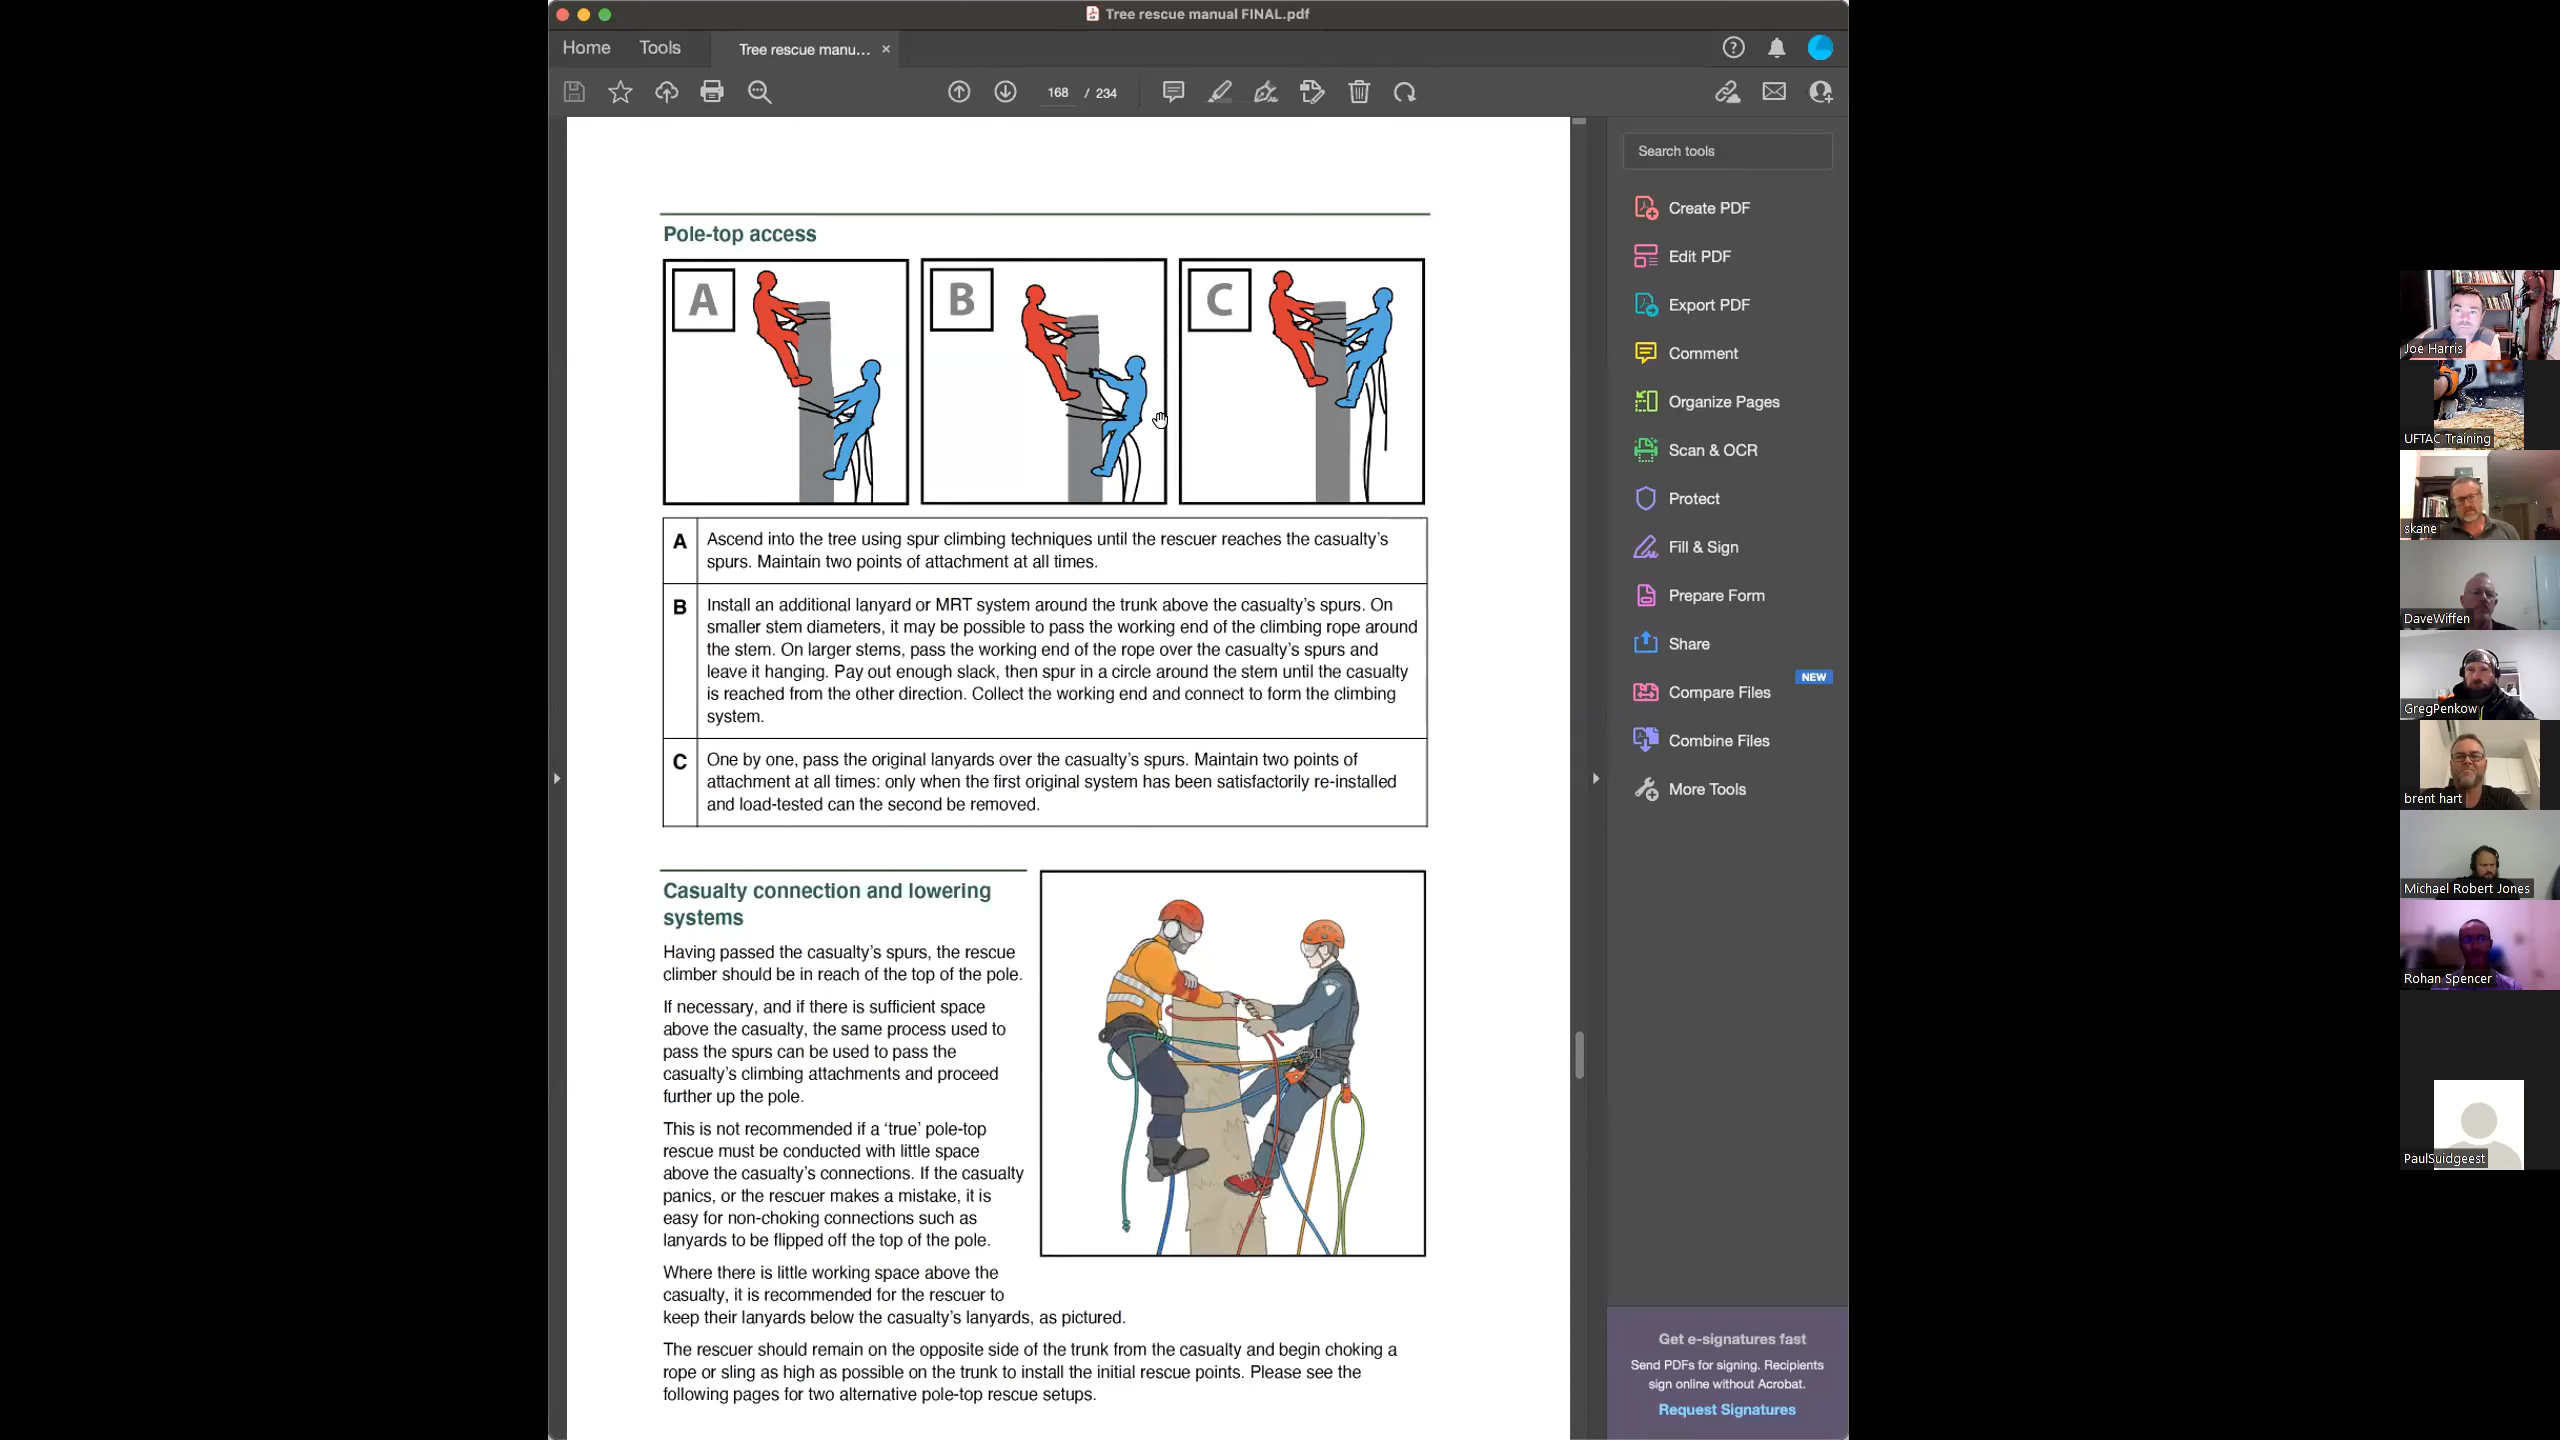 Tree rescue manual FINAL.pdf
Home
Tools
Tree rescue manu...
168 / 234
Search tools
Create PDF
Edit PDF
Export PDF
Comment
Organize Pages
Scan & OCR
Protect
Fill & Sign
Prepare Form
Share
NEW
Compare Files
Combine Files
More Tools
Get e-signatures fast
Send PDFs for signing. Recipients
sign online without Acrobat.
Request Signatures
Pole-top access
A
B
C
A
Ascend into the tree using spur climbing techniques until the rescuer reaches the casualty's
spurs. Maintain two points of attachment at all times.
B
Install an additional lanyard or MRT system around the trunk above the casualty's spurs. On
smaller stem diameters, it may be possible to pass the working end of the climbing rope around
the stem. On larger stems, pass the working end of the rope over the casualty's spurs and
leave it hanging. Pay out enough slack, then spur in a circle around the stem until the casualty
is reached from the other direction. Collect the working end and connect to form the climbing
system.
C
One by one, pass the original lanyards over the casualty's spurs. Maintain two points of
attachment at all times: only when the first original system has been satisfactorily re-installed
and load-tested can the second be removed.
Casualty connection and lowering
systems
Having passed the casualty's spurs, the rescue
climber should be in reach of the top of the pole.
If necessary, and if there is sufficient space
above the casualty, the same process used to
pass the spurs can be used to pass the
casualty's climbing attachments and proceed
further up the pole.
This is not recommended if a 'true' pole-top
rescue must be conducted with little space
above the casualty's connections. If the casualty
panics, or the rescuer makes a mistake, it is
easy for non-choking connections such as
lanyards to be flipped off the top of the pole.
Where there is little working space above the
casualty, it is recommended for the rescuer to
keep their lanyards below the casualty's lanyards, as pictured.
The rescuer should remain on the opposite side of the trunk from the casualty and begin choking a
rope or sling as high as possible on the trunk to install the initial rescue points. Please see the
following pages for two alternative pole-top rescue setups.
Joe Harris
UFTAC Training
skane
DaveWiffen
GregPenkow
brent hart
Michael Robert Jones
Rohan Spencer
PaulSuidgeest